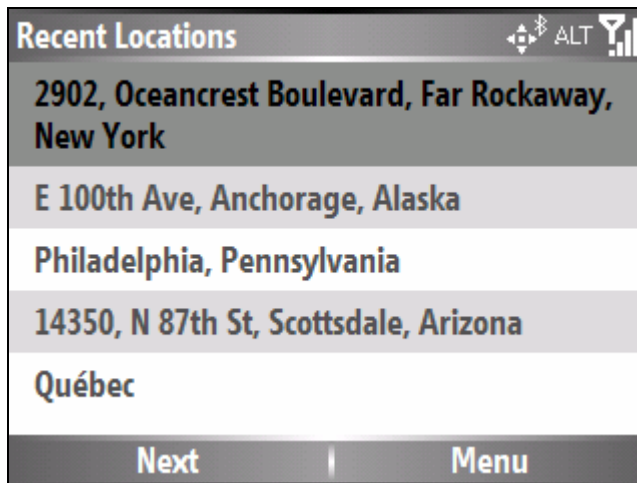 Recent Locations ALT
2902, Oceancrest Boulevard, Far Rockaway,
New York
E 100th Ave, Anchorage, Alaska
Philadelphia, Pennsylvania
14350, N 87th St, Scottsdale, Arizona
Québec
Next Menu